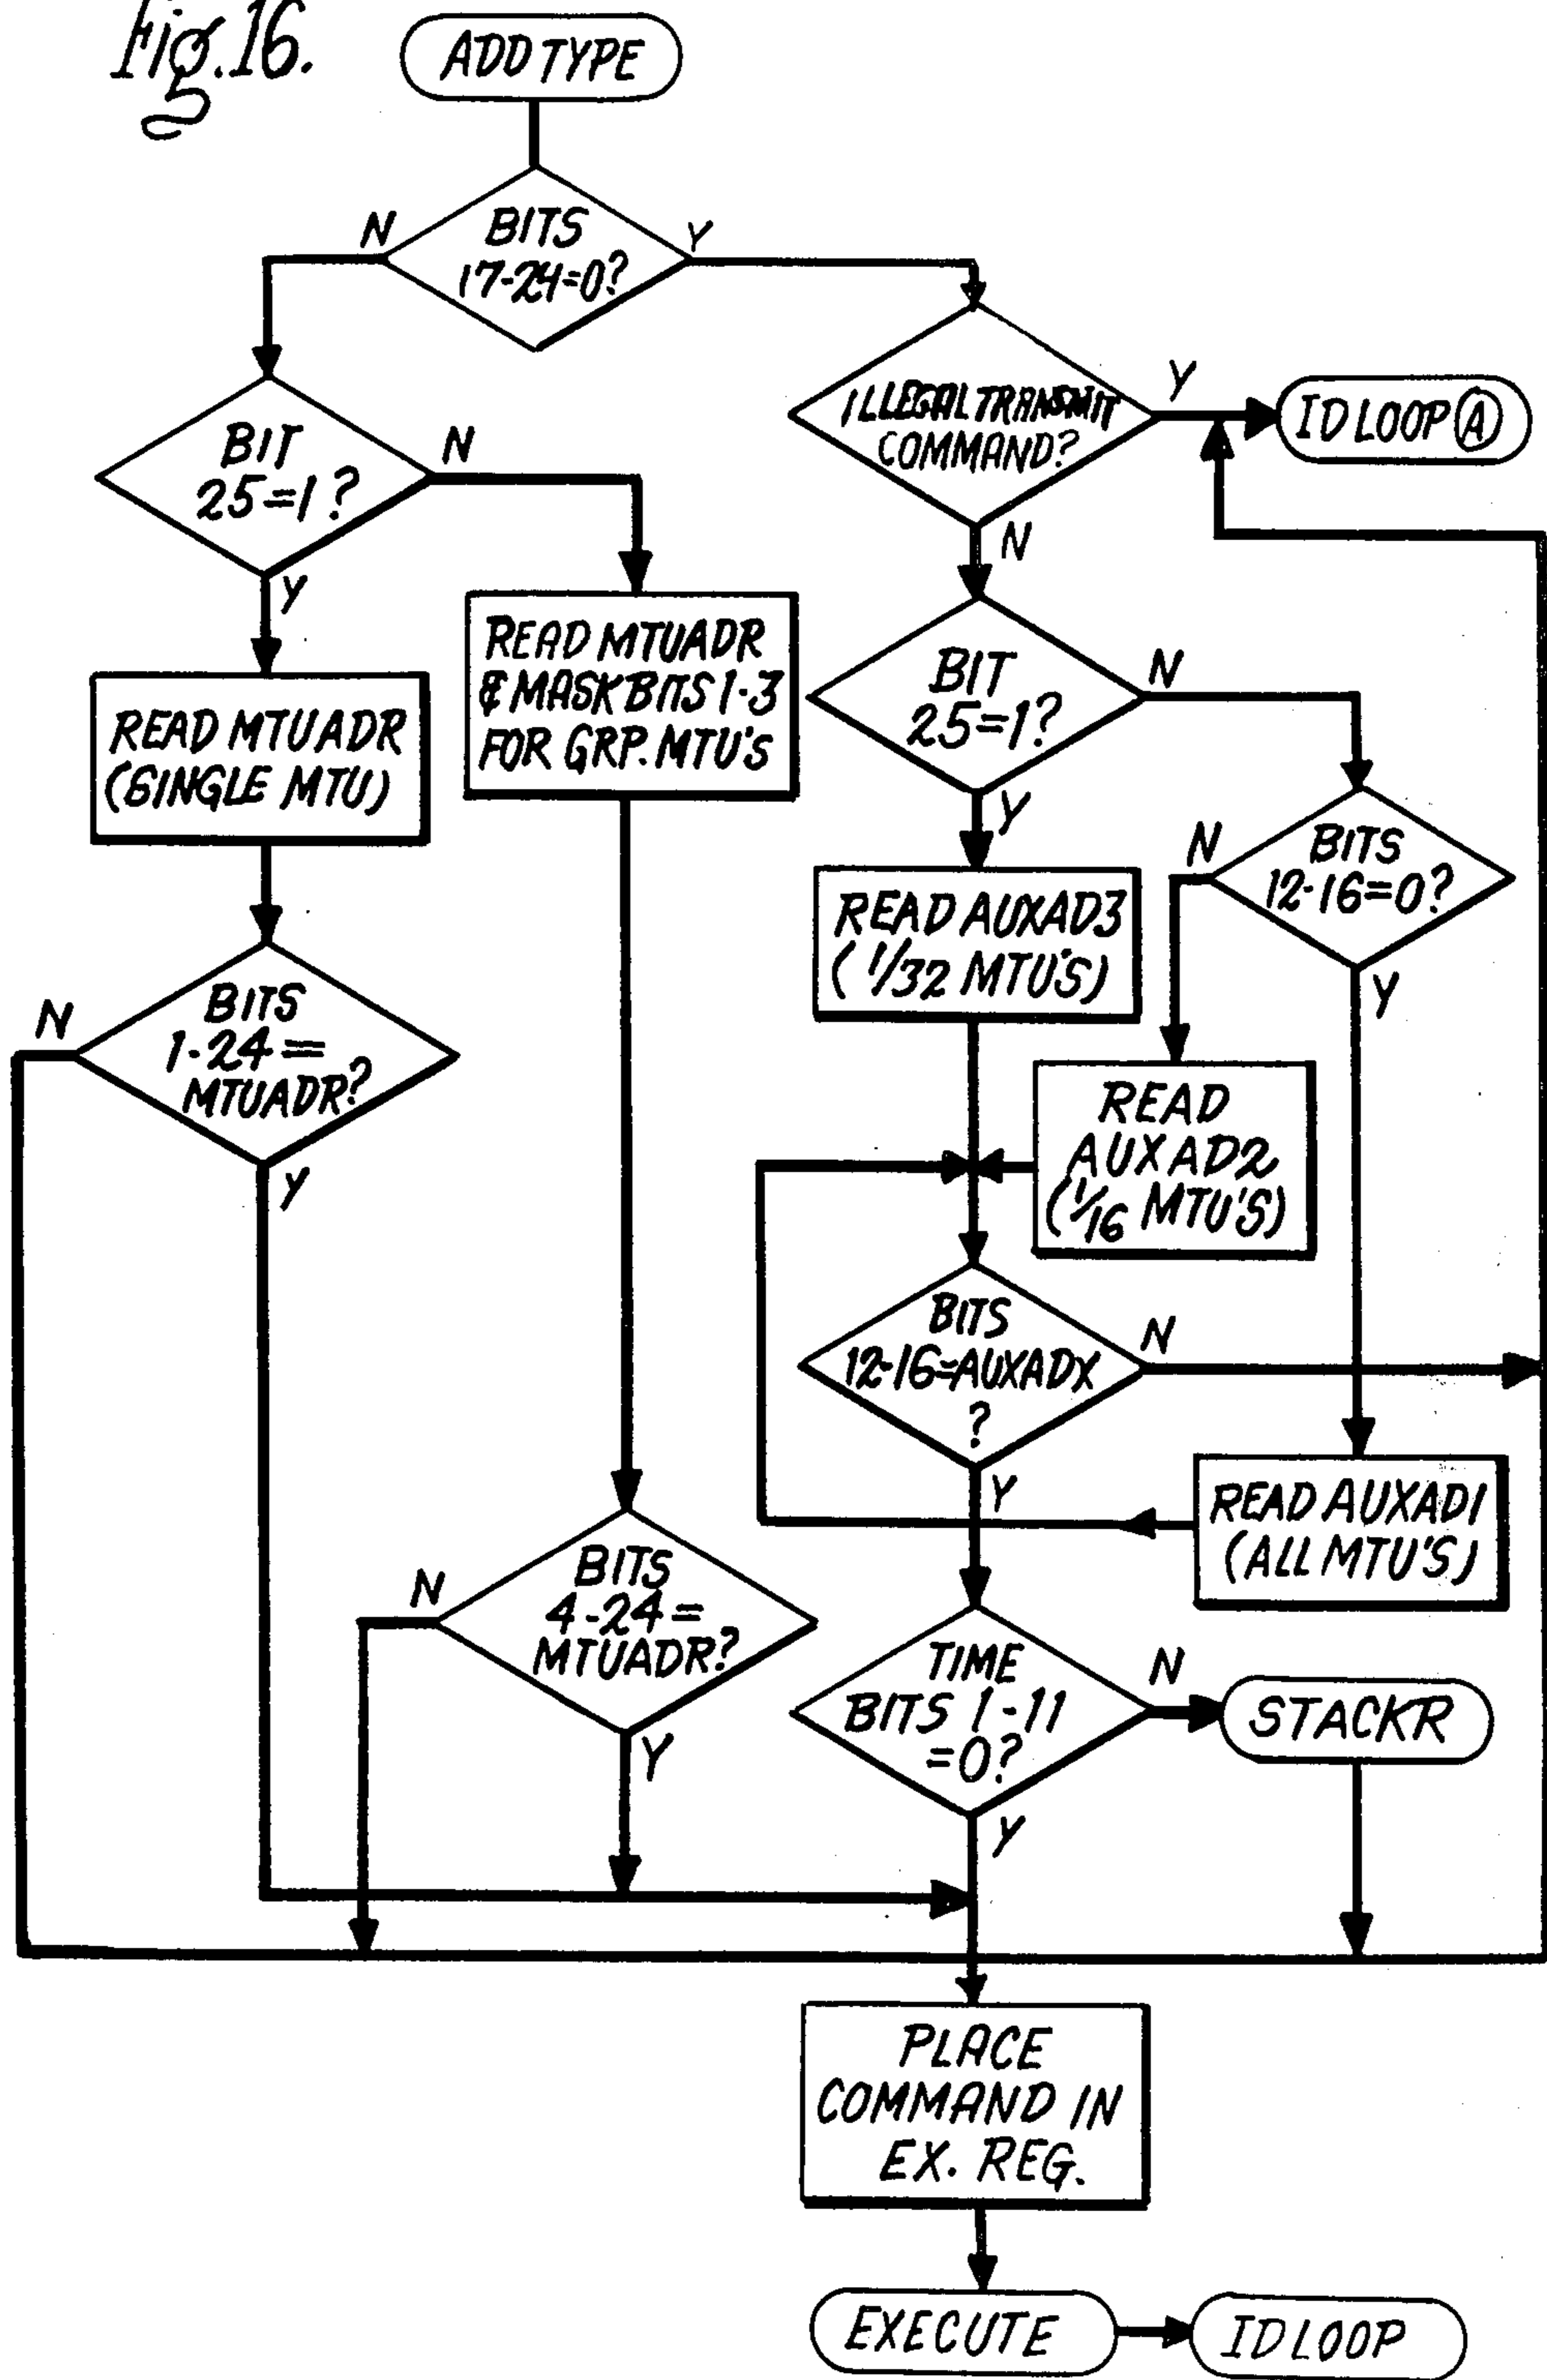 Fig. 16.
ADD TYPE
BITS
17-24=0?
N
Y
ILLEGAL TRANSMIT
COMMAND?
Y
ID LOOP A
N
BIT
25=1?
N
Y
READ MTUADR
& MASK BITS 1-3
FOR GRP. MTU'S
BIT
25=1?
N
Y
READ MTUADR
(SINGLE MTU)
BITS
12-16=0?
N
Y
READ AUXAD3
(1/32 MTU'S)
BITS
1-24=
MTUADR?
N
Y
READ
AUXAD2
(1/16 MTU'S)
BITS
12-16=AUXADX
?
N
Y
READ AUXAD1
(ALL MTU'S)
BITS
4-24=
MTUADR?
N
Y
TIME
BITS 1-11
=0?
N
Y
STACKR
PLACE
COMMAND IN
EX. REG.
EXECUTE
ID LOOP